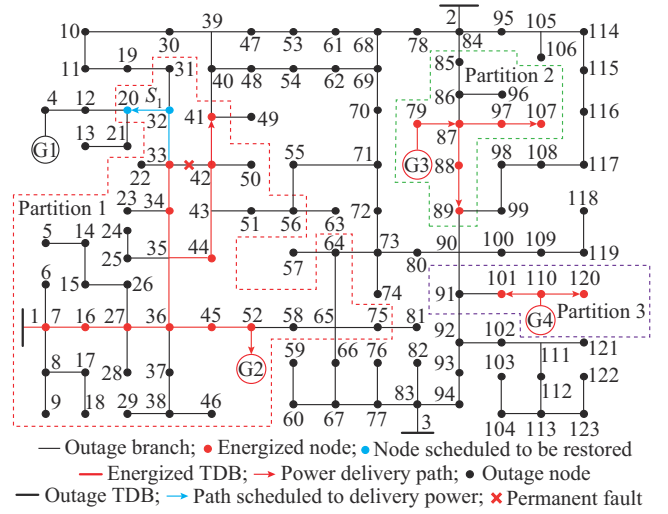 39 2
10 30 47 53 61 68 78 84 95 105 114
11 19 31 40 48 54 62 69 85 Partition 2 106 115
4 12 20 S1 32 41 49 70 86 96 79 87 97 107 116
G1 13 21 33 42 50 55 71 G3 88 98 108 117
22 23 34 43 51 56 63 72 89 99 118
Partition 1
5 14 24 25 35 44 57 64 73 80 90 100 109 119
6 15 26 74 91 101 110 120
1 7 16 27 36 45 52 58 65 75 81 92 102 G4 Partition 3 121
8 17 28 37 G2 59 66 76 82 93 103 111 122
9 18 29 38 46 60 67 77 83 94 112
3 104 113 123
Outage branch; Energized node; Node scheduled to be restored
Energized TDB; Power delivery path; Outage node
Outage TDB; Path scheduled to delivery power; Permanent fault